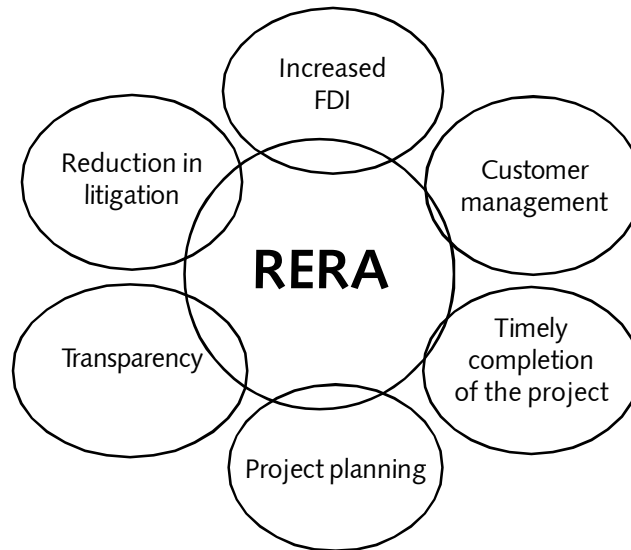 Increased
FDI
Reduction in
litigation
Customer
management
RERA
Transparency
Timely
completion
of the project
Project planning